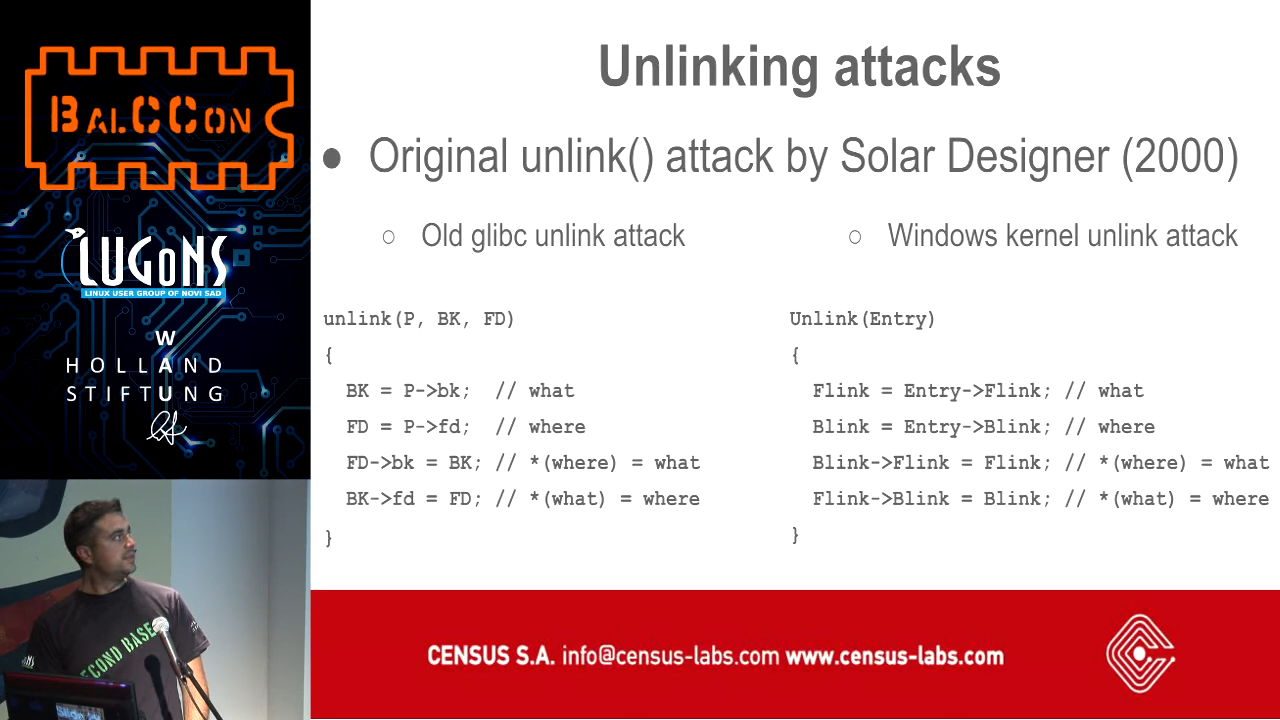 BALCCON
LUGONS
LINUX USER GROUP OF NOVI SAD
W
HOLLAND
STIFTUNG
Unlinking attacks
● Original unlink() attack by Solar Designer (2000)
○ Old glibc unlink attack
unlink(P, BK, FD)
{
BK = P->bk; // what
FD = P->fd; // where
FD->bk = BK; // *(where) = what
BK->fd = FD; // *(what) = where
}
○ Windows kernel unlink attack
Unlink(Entry)
{
Flink = Entry->Flink; // what
Blink = Entry->Blink; // where
Blink->Flink = Flink; // *(where) = what
Flink->Blink = Blink; // *(what) = where
}
ECOND BASE
CENSUS S.A. info@census-labs.com www.census-labs.com